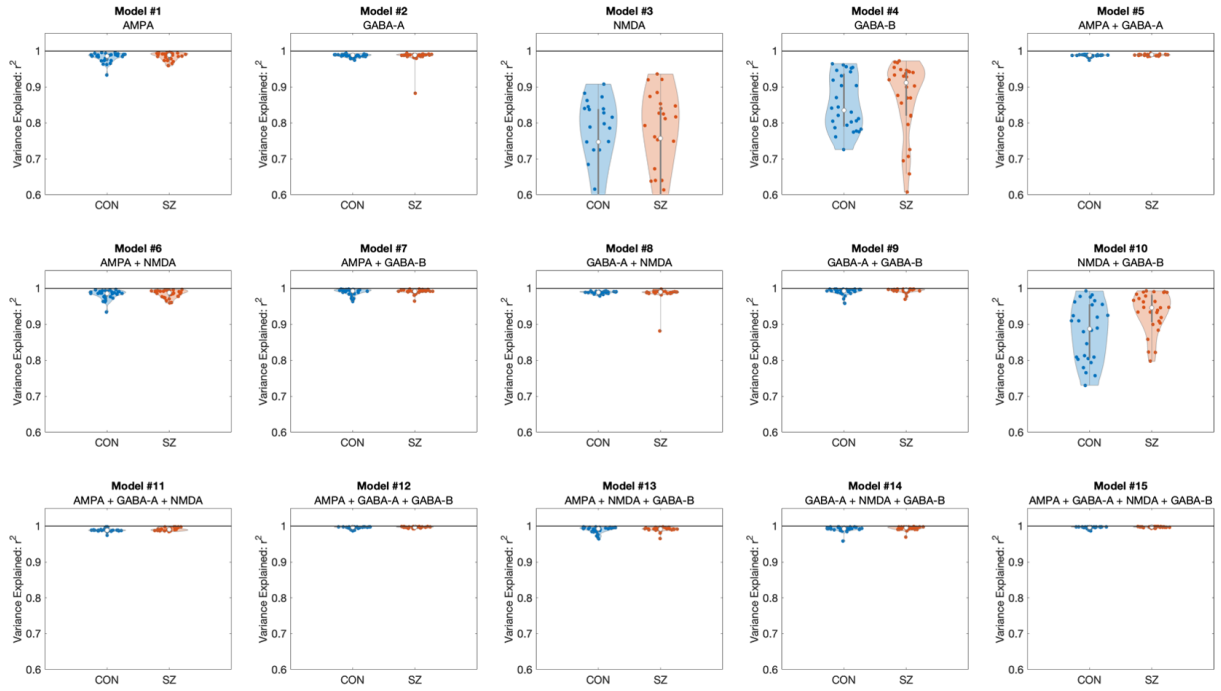 Model #1
AMPA
Variance Explained: r²
1
0.9
0.8
0.7
0.6
CON SZ
Model #2
GABA-A
Variance Explained: r²
1
0.9
0.8
0.7
0.6
CON SZ
Model #3
NMDA
Variance Explained: r²
1
0.9
0.8
0.7
0.6
CON SZ
Model #4
GABA-B
Variance Explained: r²
1
0.9
0.8
0.7
0.6
CON SZ
Model #5
AMPA + GABA-A
Variance Explained: r²
1
0.9
0.8
0.7
0.6
CON SZ
Model #6
AMPA + NMDA
Variance Explained: r²
1
0.9
0.8
0.7
0.6
CON SZ
Model #7
AMPA + GABA-B
Variance Explained: r²
1
0.9
0.8
0.7
0.6
CON SZ
Model #8
GABA-A + NMDA
Variance Explained: r²
1
0.9
0.8
0.7
0.6
CON SZ
Model #9
GABA-A + GABA-B
Variance Explained: r²
1
0.9
0.8
0.7
0.6
CON SZ
Model #10
NMDA + GABA-B
Variance Explained: r²
1
0.9
0.8
0.7
0.6
CON SZ
Model #11
AMPA + GABA-A + NMDA
Variance Explained: r²
1
0.9
0.8
0.7
0.6
CON SZ
Model #12
AMPA + GABA-A + GABA-B
Variance Explained: r²
1
0.9
0.8
0.7
0.6
CON SZ
Model #13
AMPA + NMDA + GABA-B
Variance Explained: r²
1
0.9
0.8
0.7
0.6
CON SZ
Model #14
GABA-A + NMDA + GABA-B
Variance Explained: r²
1
0.9
0.8
0.7
0.6
CON SZ
Model #15
AMPA + GABA-A + NMDA + GABA-B
Variance Explained: r²
1
0.9
0.8
0.7
0.6
CON SZ